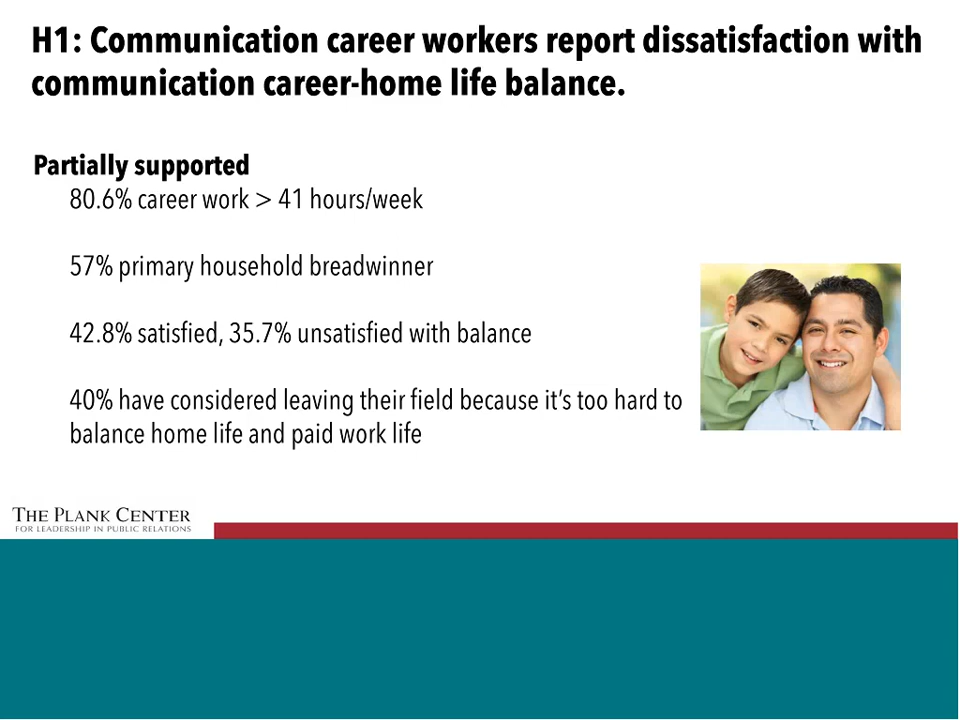 H1: Communication career workers report dissatisfaction with
communication career-home life balance.
Partially supported
80.6% career work > 41 hours/week
57% primary household breadwinner
42.8% satisfied, 35.7% unsatisfied with balance
40% have considered leaving their field because it’s too hard to
balance home life and paid work life
THE PLANK CENTER
FOR LEADERSHIP IN PUBLIC RELATIONS